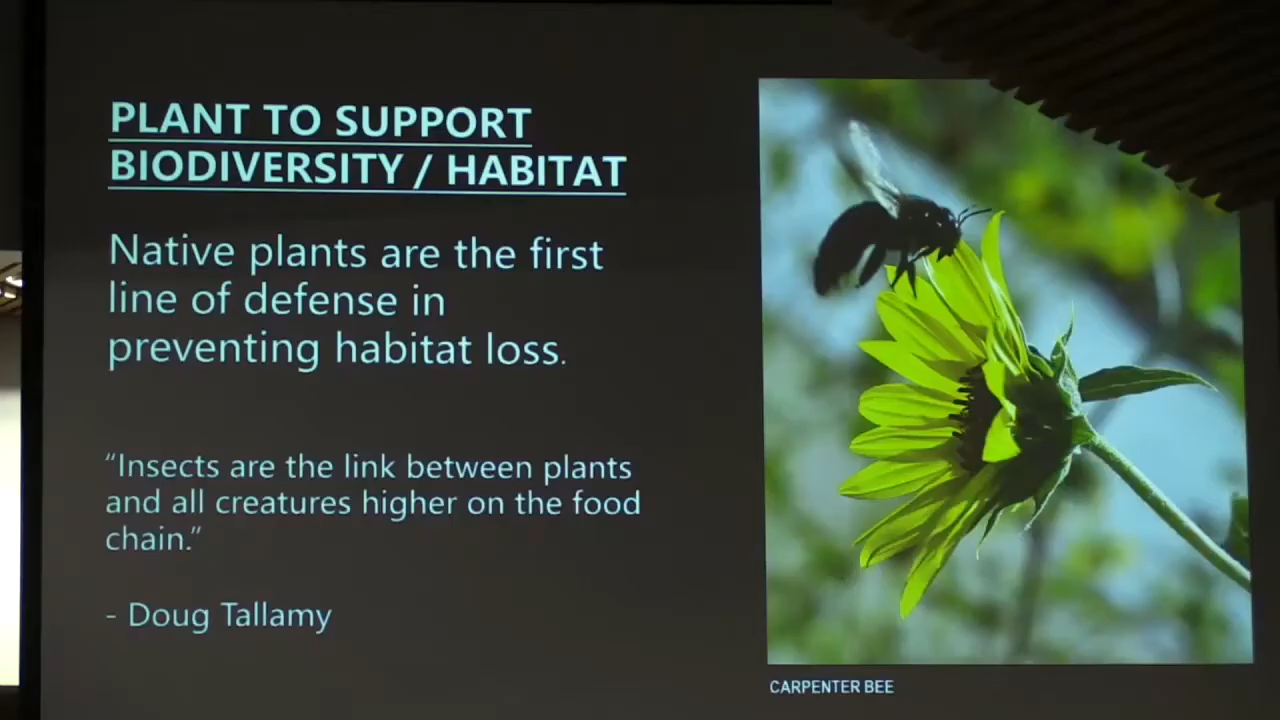 PLANT TO SUPPORT
BIODIVERSITY / HABITAT
Native plants are the first
line of defense in
preventing habitat loss.
“Insects are the link between plants
and all creatures higher on the food
chain.”
- Doug Tallamy
CARPENTER BEE